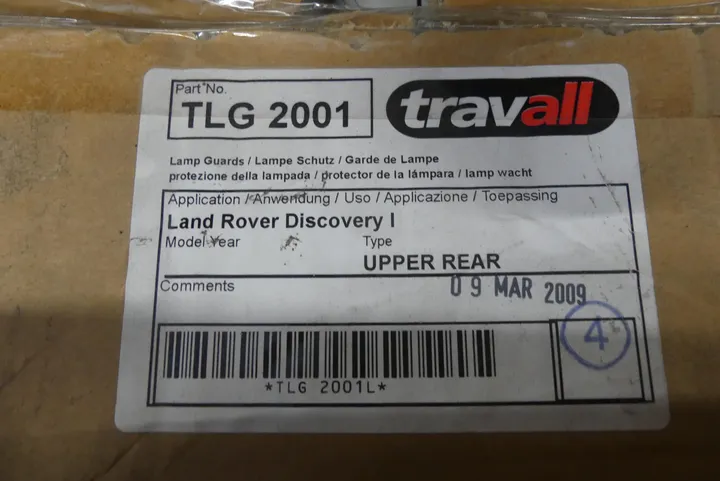 Part No.
TLG 2001
travall
Lamp Guards / Lampe Schutz / Garde de Lampe
protezione della lampada / protector de la lámpara / lamp wacht
Application / Anwendung / Uso / Applicazione / Toepassing
Land Rover Discovery I
Model Year Type
UPPER REAR
Comments
09 MAR 2009
4
*TLG 2001L*